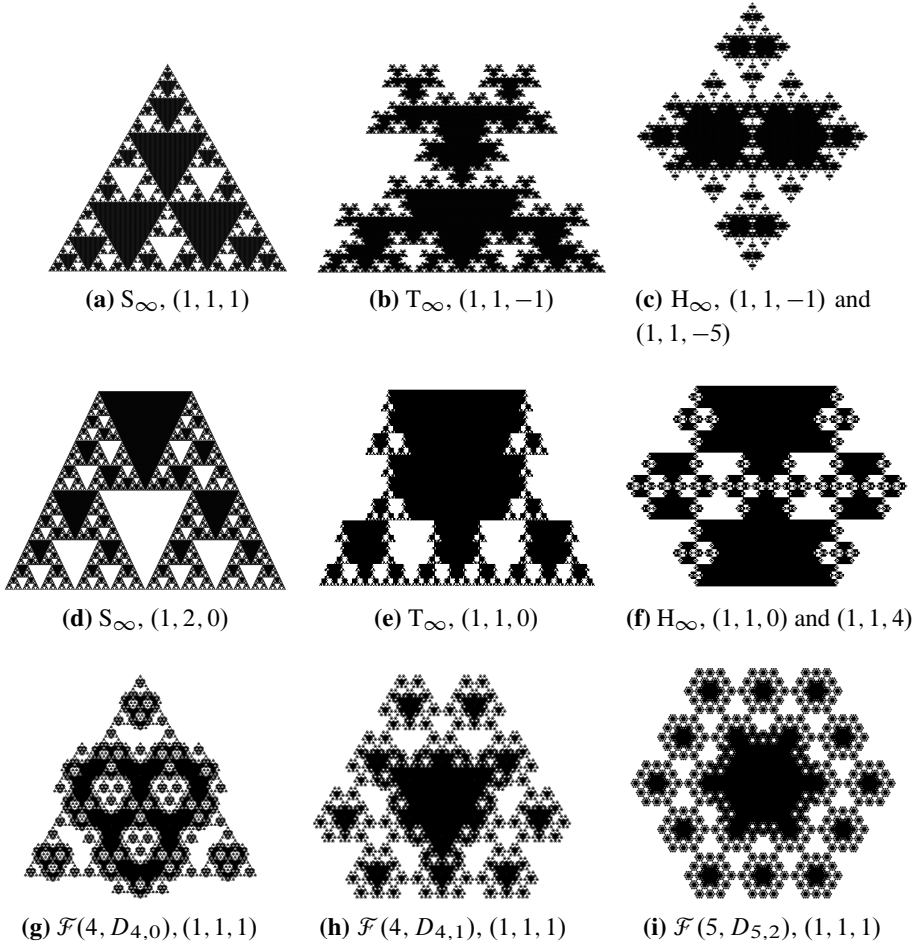 (a) S∞, (1, 1, 1)
(b) T∞, (1, 1, −1)
(c) H∞, (1, 1, −1) and
(1, 1, −5)
(d) S∞, (1, 2, 0)
(e) T∞, (1, 1, 0)
(f) H∞, (1, 1, 0) and (1, 1, 4)
(g) ℱ(4, D4,0), (1, 1, 1)
(h) ℱ(4, D4,1), (1, 1, 1)
(i) ℱ(5, D5,2), (1, 1, 1)